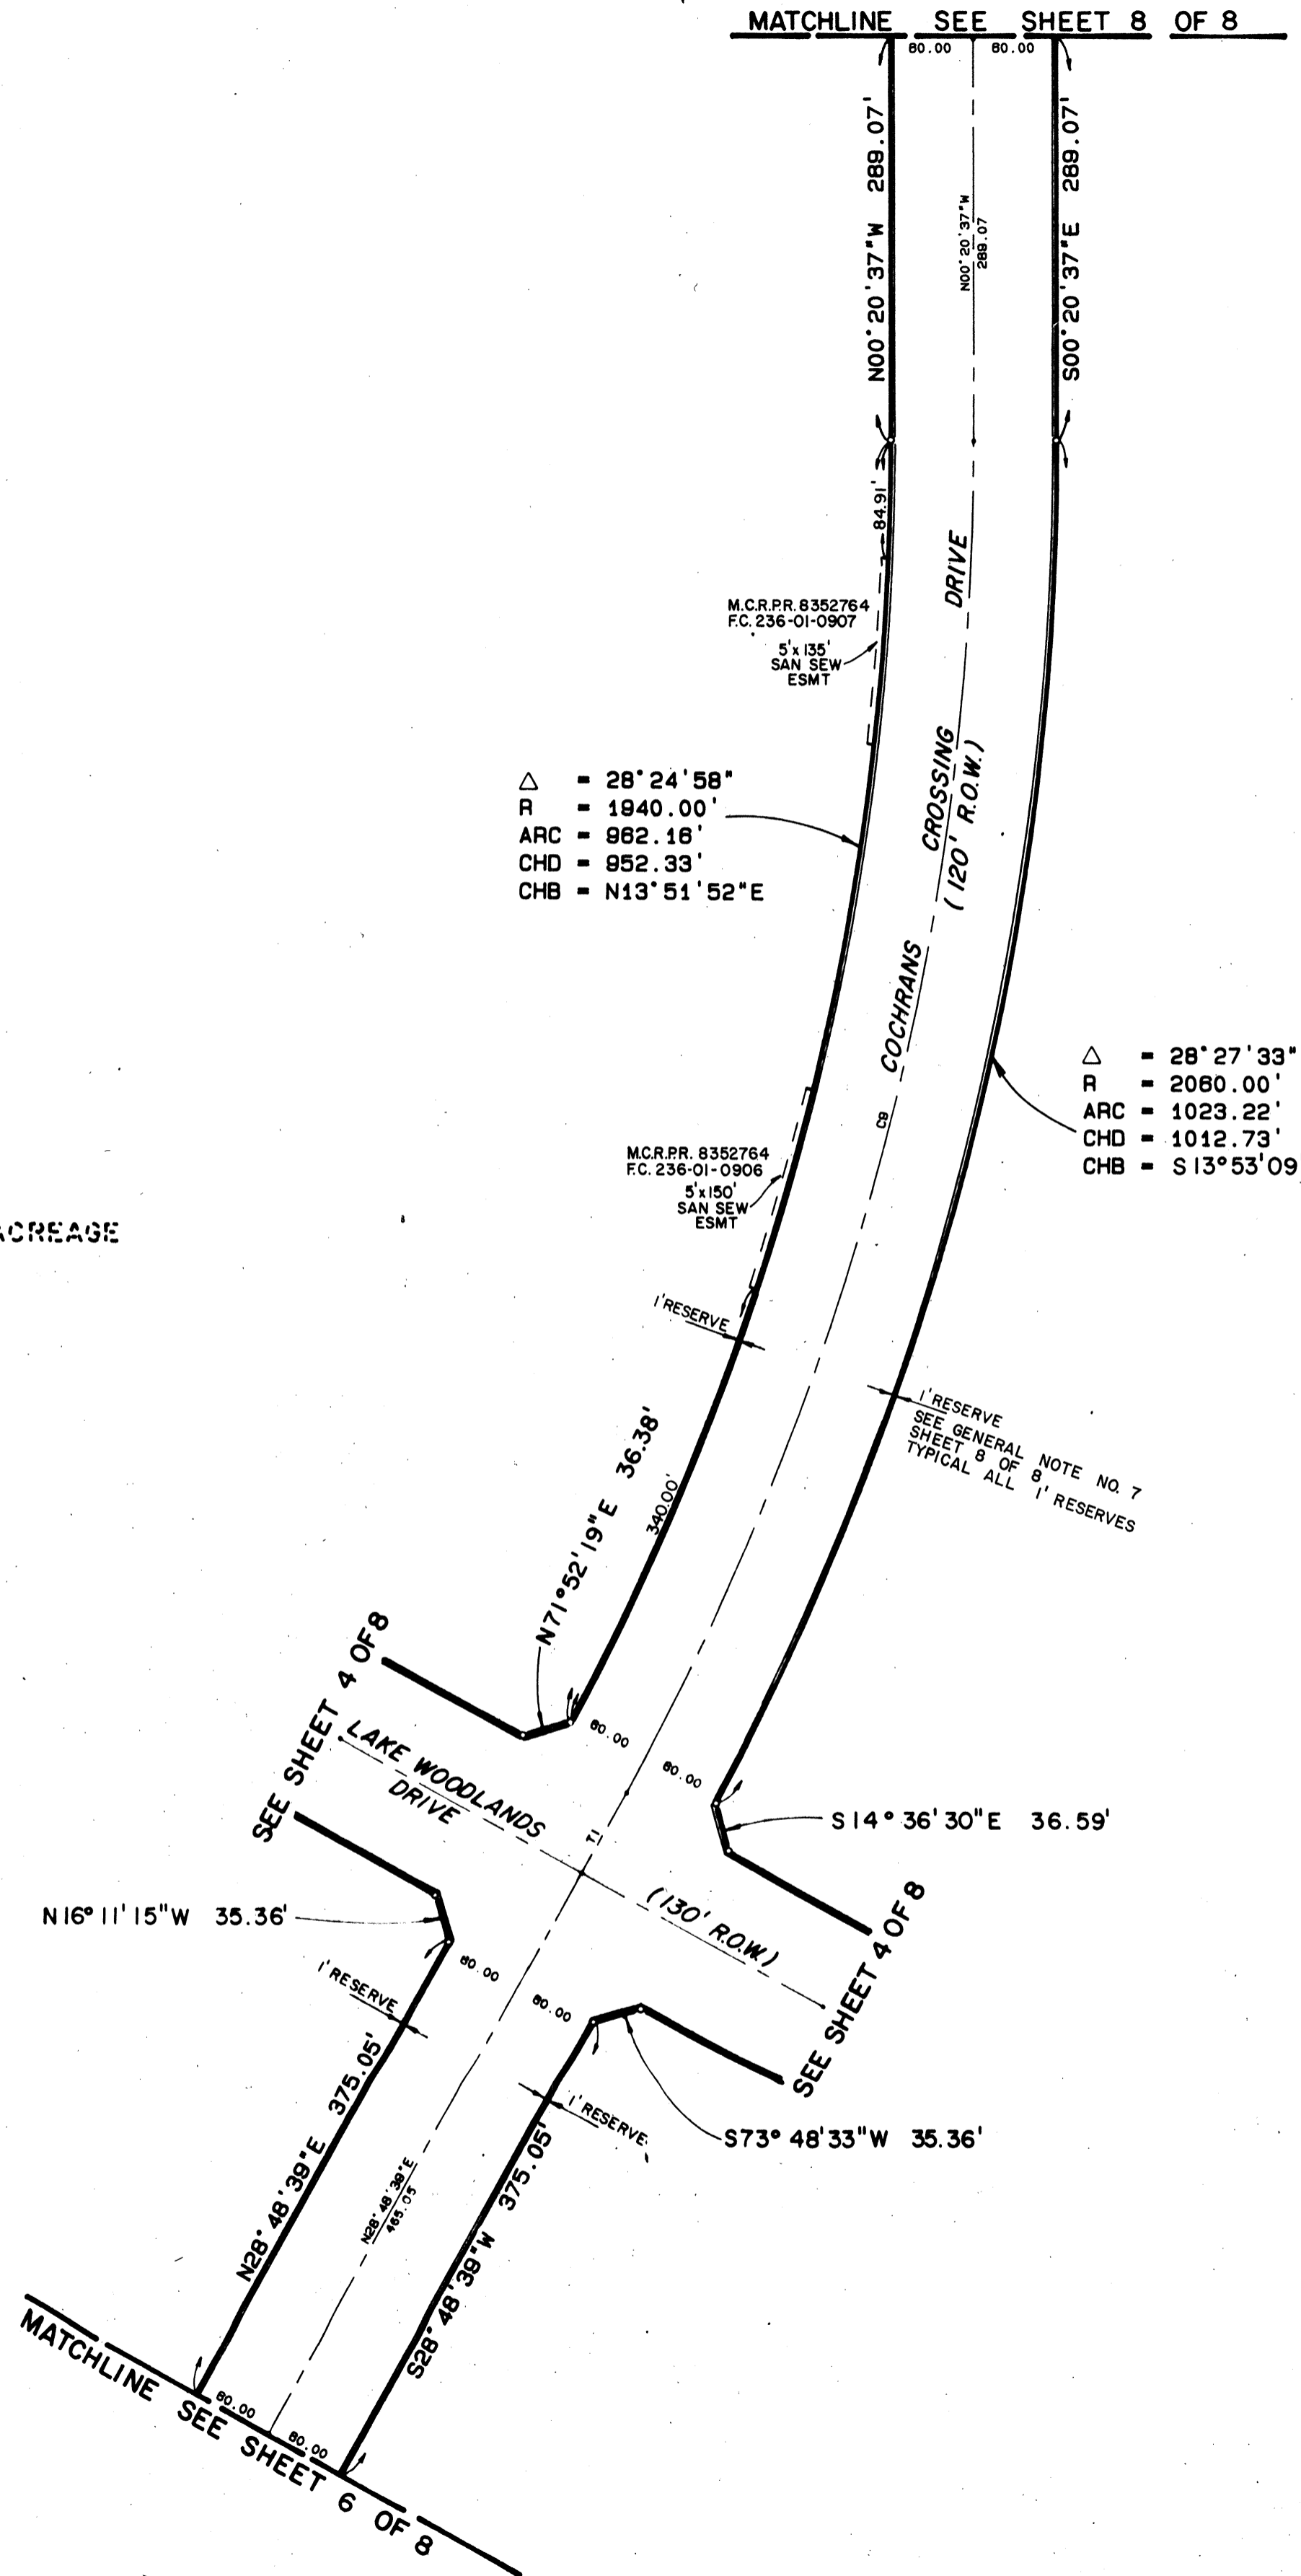 MATCHLINE SEE SHEET 8 OF 8
60.00 60.00
N00°20'37"W 289.07'
N00°20'37"W
289.07
S00°20'37"E 289.07'
84.91'
M.C.R.P.R. 8352764
F.C. 236-01-0907
5'x 135'
SAN SEW
ESMT
COCHRANS CROSSING DRIVE
(120' R.O.W.)
△ = 28°24'58"
R = 1940.00'
ARC = 962.16'
CHD = 952.33'
CHB = N13°51'52"E
△ = 28°27'33"
R = 2060.00'
ARC = 1023.22'
CHD = 1012.73'
CHB = S13°53'09
C9
M.C.R.P.R. 8352764
F.C. 236-01-0906
5'x150'
SAN SEW
ESMT
ACREAGE
1' RESERVE
1' RESERVE
SEE GENERAL NOTE NO. 7
SHEET 8 OF 8
TYPICAL ALL 1' RESERVES
N71°52'19"E 36.38'
340.00'
SEE SHEET 4 OF 8
60.00
60.00
LAKE WOODLANDS
DRIVE
T1
S14°36'30"E 36.59'
(130' R.O.W.)
SEE SHEET 4 OF 8
N16°11'15"W 35.36'
60.00
60.00
1' RESERVE
1' RESERVE
S73°48'33"W 35.36'
N28°48'39"E 375.05'
N28°48'39"E
465.05
S28°48'39"W 375.05'
60.00
60.00
MATCHLINE SEE SHEET 6 OF 8